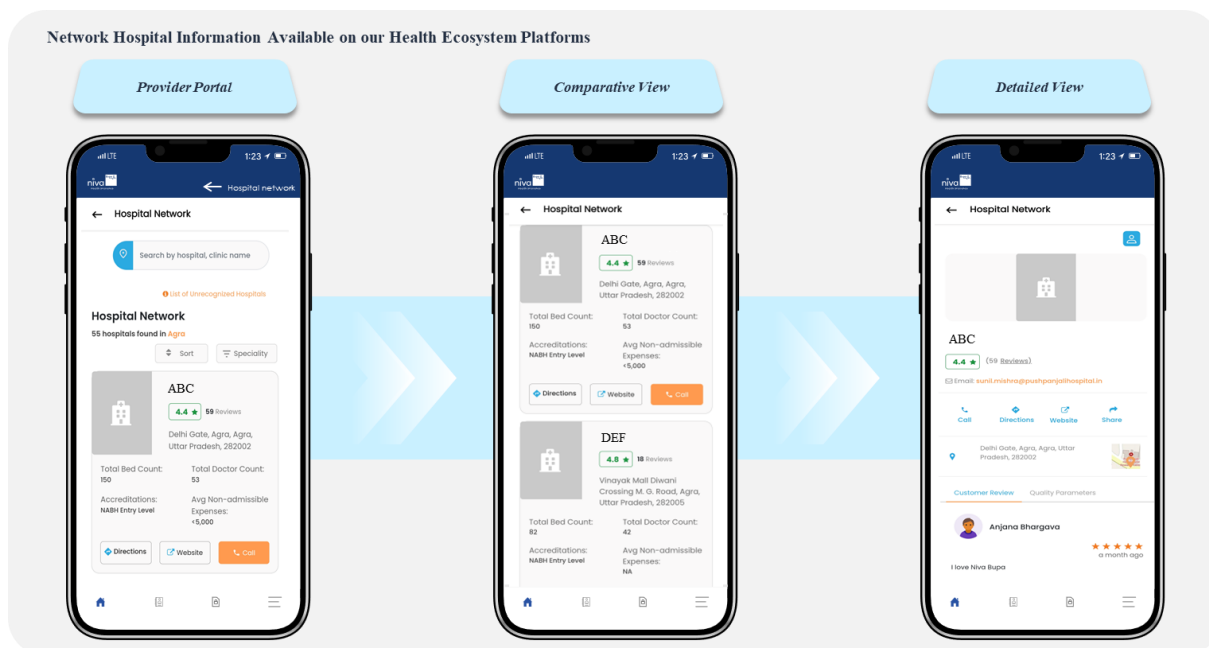 Network Hospital Information Available on our Health Ecosystem Platforms
Provider Portal
LTE 1:23
niva
← Hospital network
← Hospital Network
Search by hospital, clinic name
List of Unrecognized Hospitals
Hospital Network
55 hospitals found in Agra
Sort Speciality
ABC
4.4 ★ 59 Reviews
Delhi Gate, Agra, Agra,
Uttar Pradesh, 282002
Total Bed Count: Total Doctor Count:
150 53
Accreditations: Avg Non-admissible
NABH Entry Level Expenses:
<5,000
Directions Website Call
Comparative View
LTE 1:23
niva
← Hospital Network
ABC
4.4 ★ 59 Reviews
Delhi Gate, Agra, Agra,
Uttar Pradesh, 282002
Total Bed Count: Total Doctor Count:
150 53
Accreditations: Avg Non-admissible
NABH Entry Level Expenses:
<5,000
Directions Website Call
DEF
4.8 ★ 18 Reviews
Vinayak Mall Diwani
Crossing M. G. Road, Agra,
Uttar Pradesh, 282005
Total Bed Count: Total Doctor Count:
82 42
Accreditations: Avg Non-admissible
NABH Entry Level Expenses:
NA
Detailed View
LTE 1:23
niva
← Hospital Network
ABC
4.4 ★ (59 Reviews)
Email: sunil.mishra@pushpanjalihospital.in
Call Directions Website Share
Delhi Gate, Agra, Agra, Uttar
Pradesh, 282002
Customer Review Quality Parameters
Anjana Bhargava
★ ★ ★ ★ ★
a month ago
I love Niva Bupa